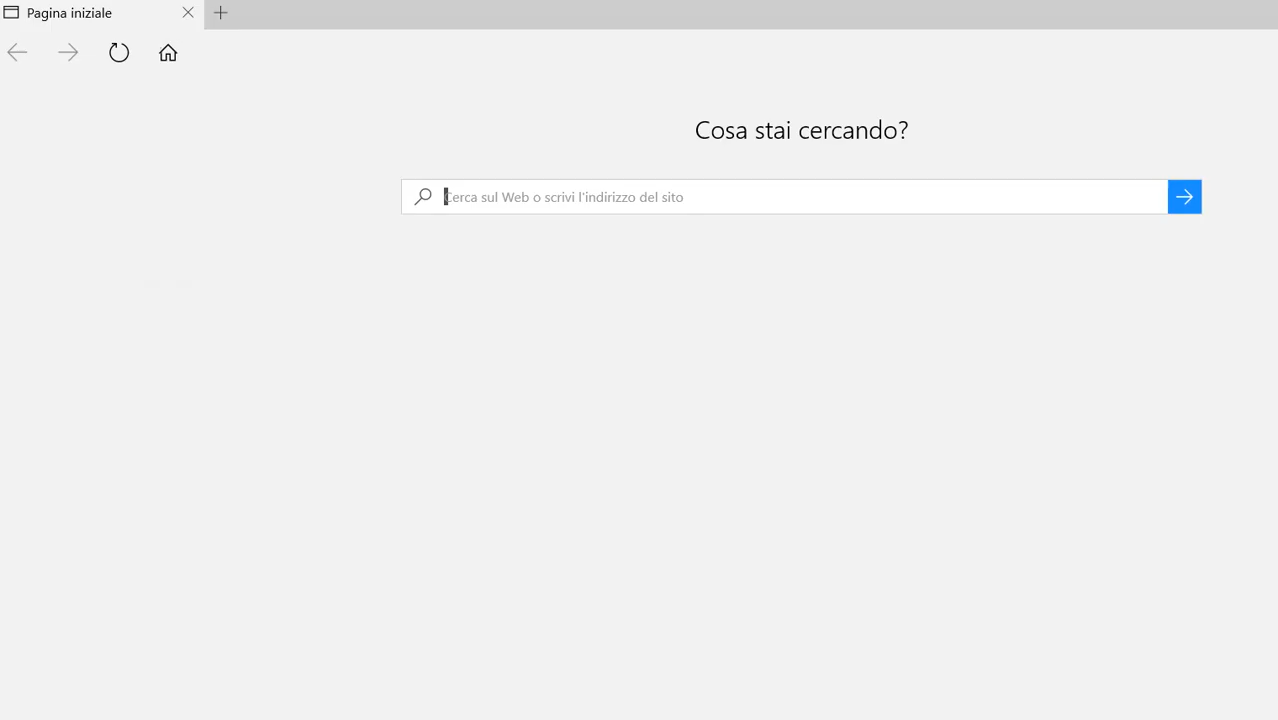 Pagina iniziale
Cosa stai cercando?
Cerca sul Web o scrivi l'indirizzo del sito